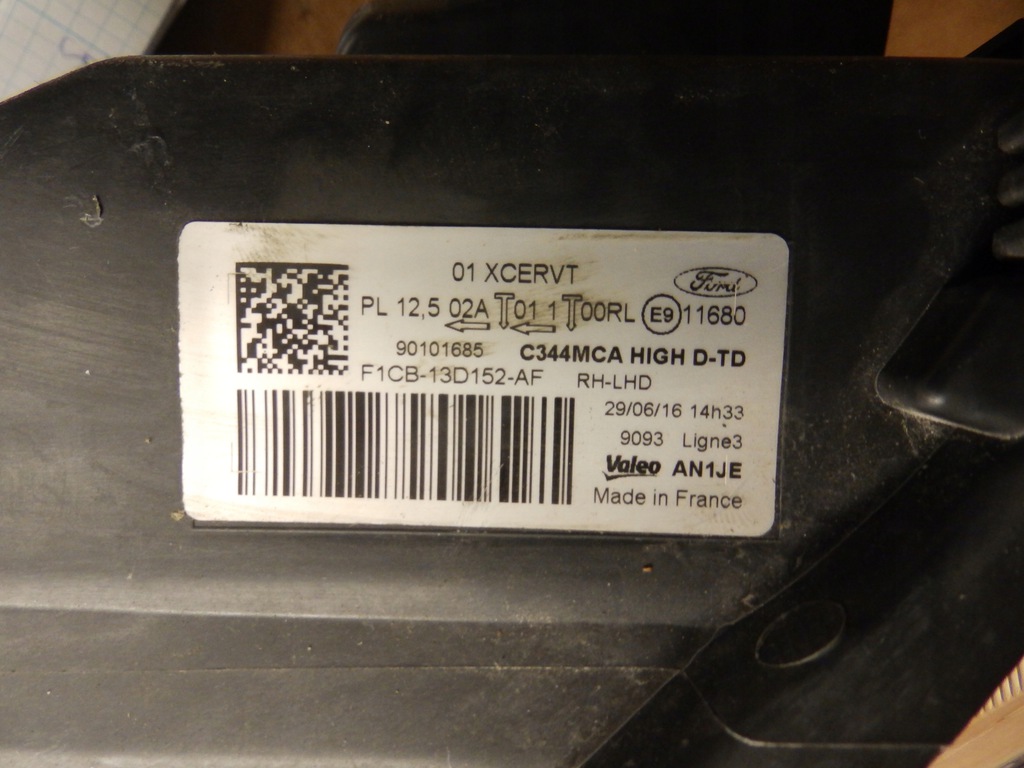 01 XCERVT
Ford
PL 12,5 02A 01 1 00RL E9 11680
90101685 C344MCA HIGH D-TD
F1CB-13D152-AF RH-LHD
29/06/16 14h33
9093 Ligne3
Valeo AN1JE
Made in France